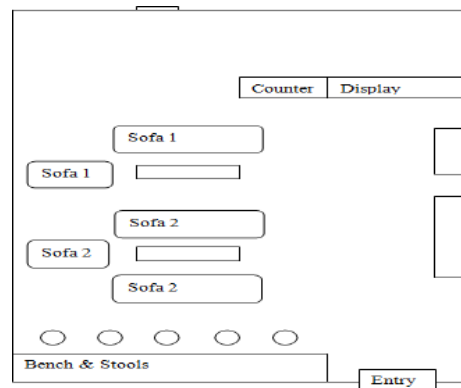 Counter Display
Sofa 1
Sofa 1
Sofa 2
Sofa 2
Sofa 2
Bench & Stools
Entry